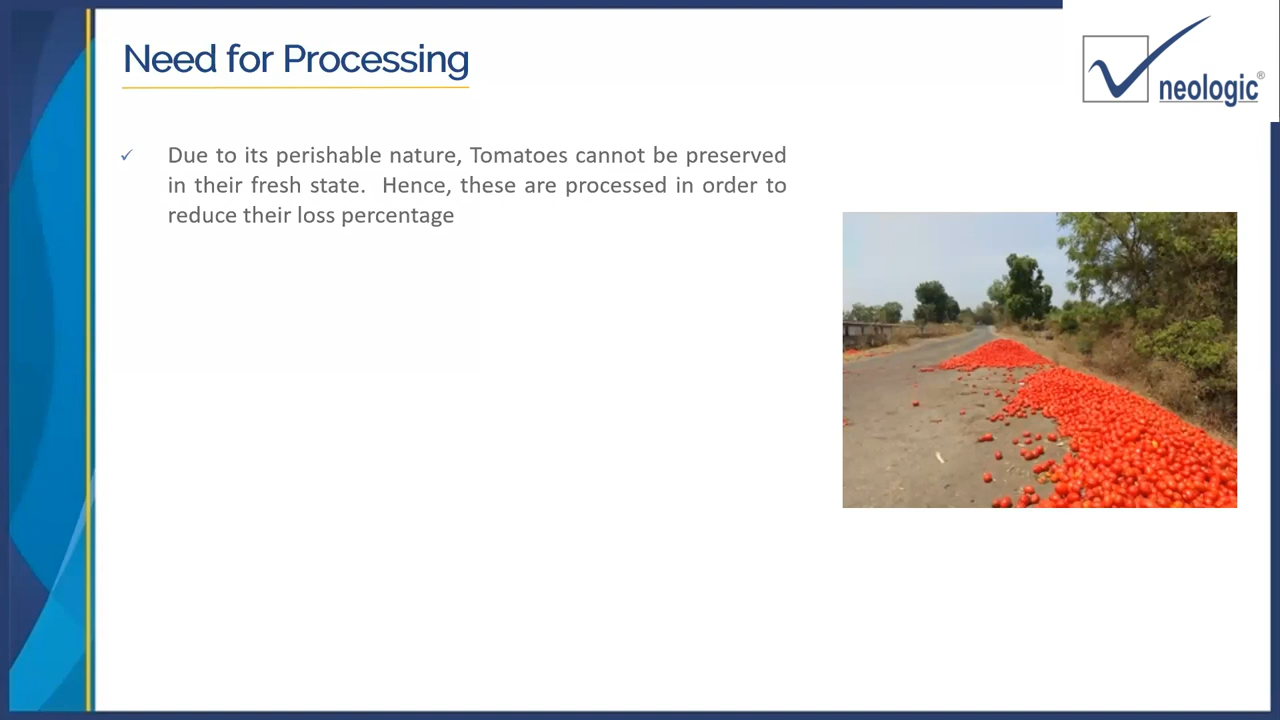 Need for Processing
neologic®
✓ Due to its perishable nature, Tomatoes cannot be preserved
in their fresh state.  Hence, these are processed in order to
reduce their loss percentage